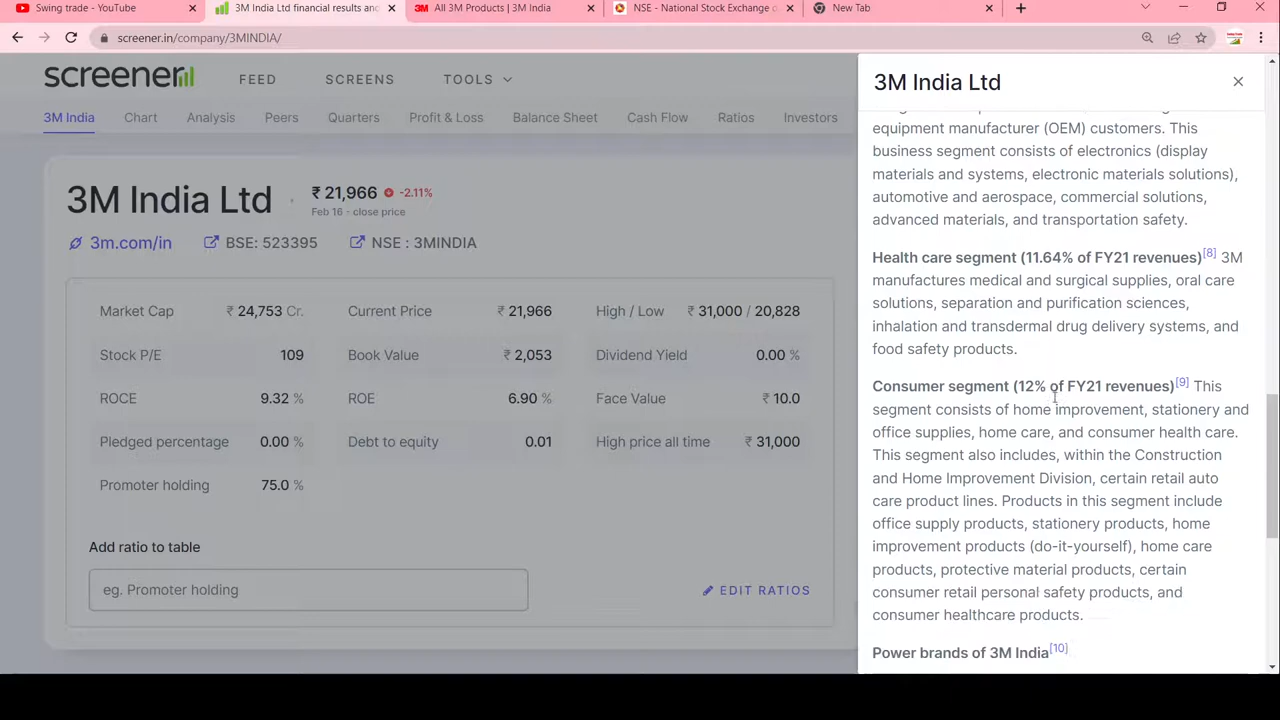 Swing trade - YouTube
3M India Ltd financial results and
All 3M Products | 3M India
NSE - National Stock Exchange o
New Tab
screener.in/company/3MINDIA/
screener
FEED
SCREENS
TOOLS
3M India
Chart
Analysis
Peers
Quarters
Profit & Loss
Balance Sheet
Cash Flow
Ratios
Investors
3M India Ltd
₹ 21,966
-2.11%
Feb 16 - close price
3m.com/in
BSE: 523395
NSE : 3MINDIA
Market Cap
₹ 24,753 Cr.
Current Price
₹ 21,966
High / Low
₹ 31,000 / 20,828
Stock P/E
109
Book Value
₹ 2,053
Dividend Yield
0.00 %
ROCE
9.32 %
ROE
6.90 %
Face Value
₹ 10.0
Pledged percentage
0.00 %
Debt to equity
0.01
High price all time
₹ 31,000
Promoter holding
75.0 %
Add ratio to table
eg. Promoter holding
EDIT RATIOS
3M India Ltd
equipment manufacturer (OEM) customers. This
business segment consists of electronics (display
materials and systems, electronic materials solutions),
automotive and aerospace, commercial solutions,
advanced materials, and transportation safety.
Health care segment (11.64% of FY21 revenues)[8] 3M
manufactures medical and surgical supplies, oral care
solutions, separation and purification sciences,
inhalation and transdermal drug delivery systems, and
food safety products.
Consumer segment (12% of FY21 revenues)[9] This
segment consists of home improvement, stationery and
office supplies, home care, and consumer health care.
This segment also includes, within the Construction
and Home Improvement Division, certain retail auto
care product lines. Products in this segment include
office supply products, stationery products, home
improvement products (do-it-yourself), home care
products, protective material products, certain
consumer retail personal safety products, and
consumer healthcare products.
Power brands of 3M India[10]